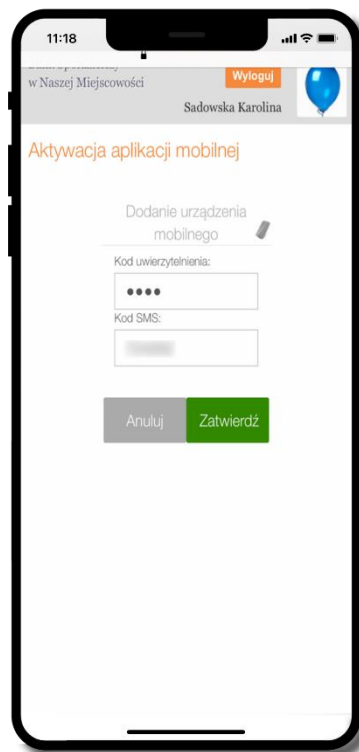 11:18
w Naszej Miejscowości
Wyloguj
Sadowska Karolina
Aktywacja aplikacji mobilnej
Dodanie urządzenia
mobilnego
Kod uwierzytelnienia:
••••
Kod SMS:
Anuluj
Zatwierdź